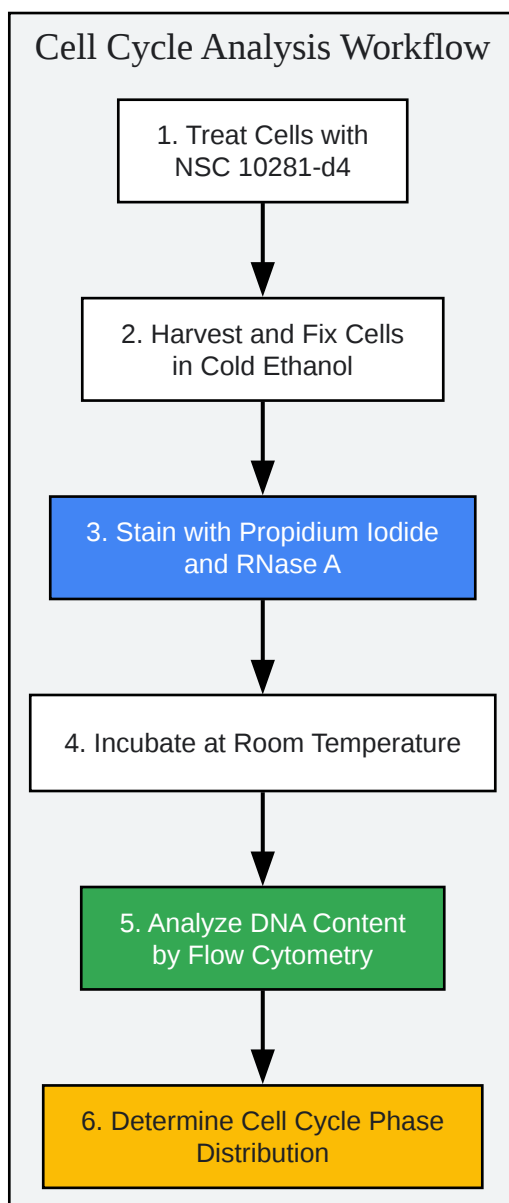 Cell Cycle Analysis Workflow
1. Treat Cells with
NSC 10281-d4
2. Harvest and Fix Cells
in Cold Ethanol
3. Stain with Propidium Iodide
and RNase A
4. Incubate at Room Temperature
5. Analyze DNA Content
by Flow Cytometry
6. Determine Cell Cycle Phase
Distribution